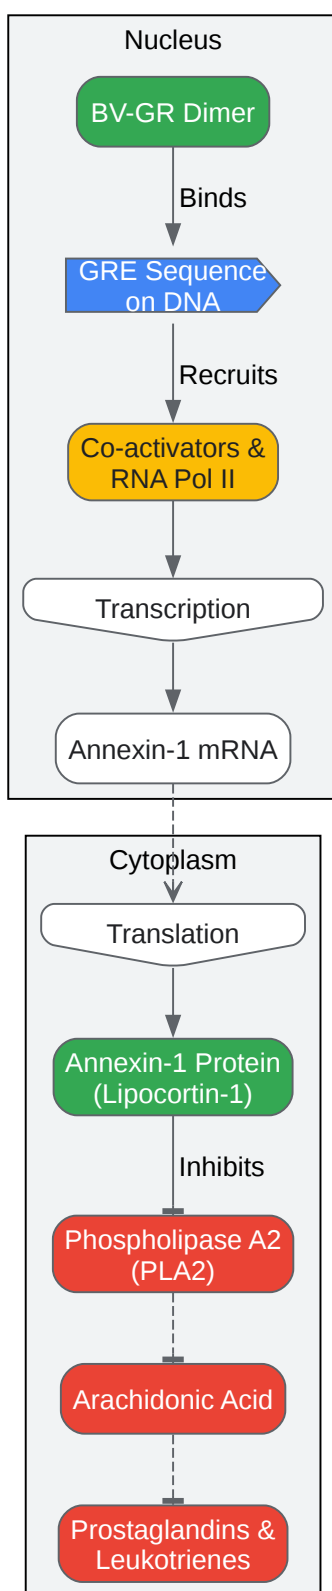 Nucleus
BV-GR Dimer
Binds
GRE Sequence
on DNA
Recruits
Co-activators &
RNA Pol II
Transcription
Annexin-1 mRNA
Cytoplasm
Translation
Annexin-1 Protein
(Lipocortin-1)
Inhibits
Phospholipase A2
(PLA2)
Arachidonic Acid
Prostaglandins &
Leukotrienes